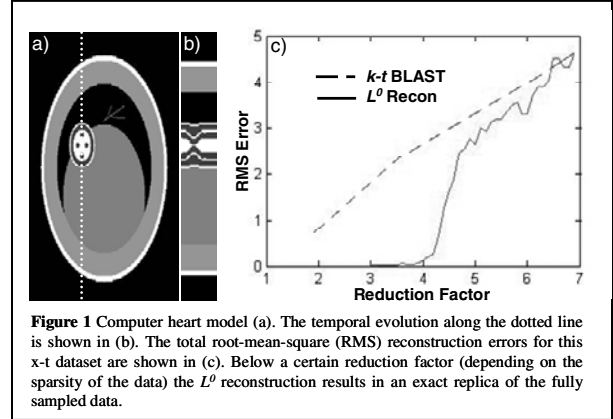 a)
b)
c)
5
4
3
2
1
0
RMS Error
k-t BLAST
L⁰ Recon
1 2 3 4 5 6 7
Reduction Factor
Figure 1 Computer heart model (a). The temporal evolution along the dotted line
is shown in (b). The total root-mean-square (RMS) reconstruction errors for this
x-t dataset are shown in (c). Below a certain reduction factor (depending on the
sparsity of the data) the L⁰ reconstruction results in an exact replica of the fully
sampled data.